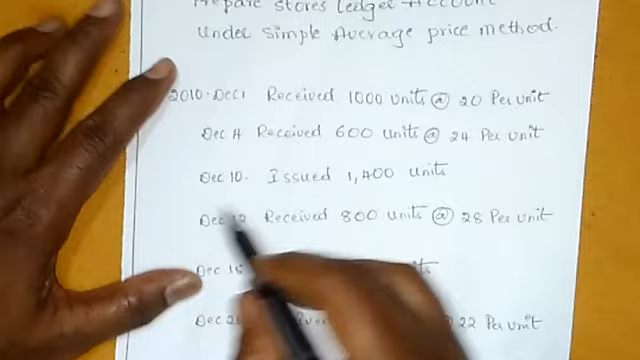 Prepare Stores Ledger Account
Under Simple Average price method.
2010. Dec 1 Received 1000 units @ 20 Per unit
Dec 4 Received 600 units @ 24 Per unit
Dec 10. Issued 1,400 units
Dec 12 Received 800 units @ 28 Per unit
Dec 15
Dec 22 Per unit